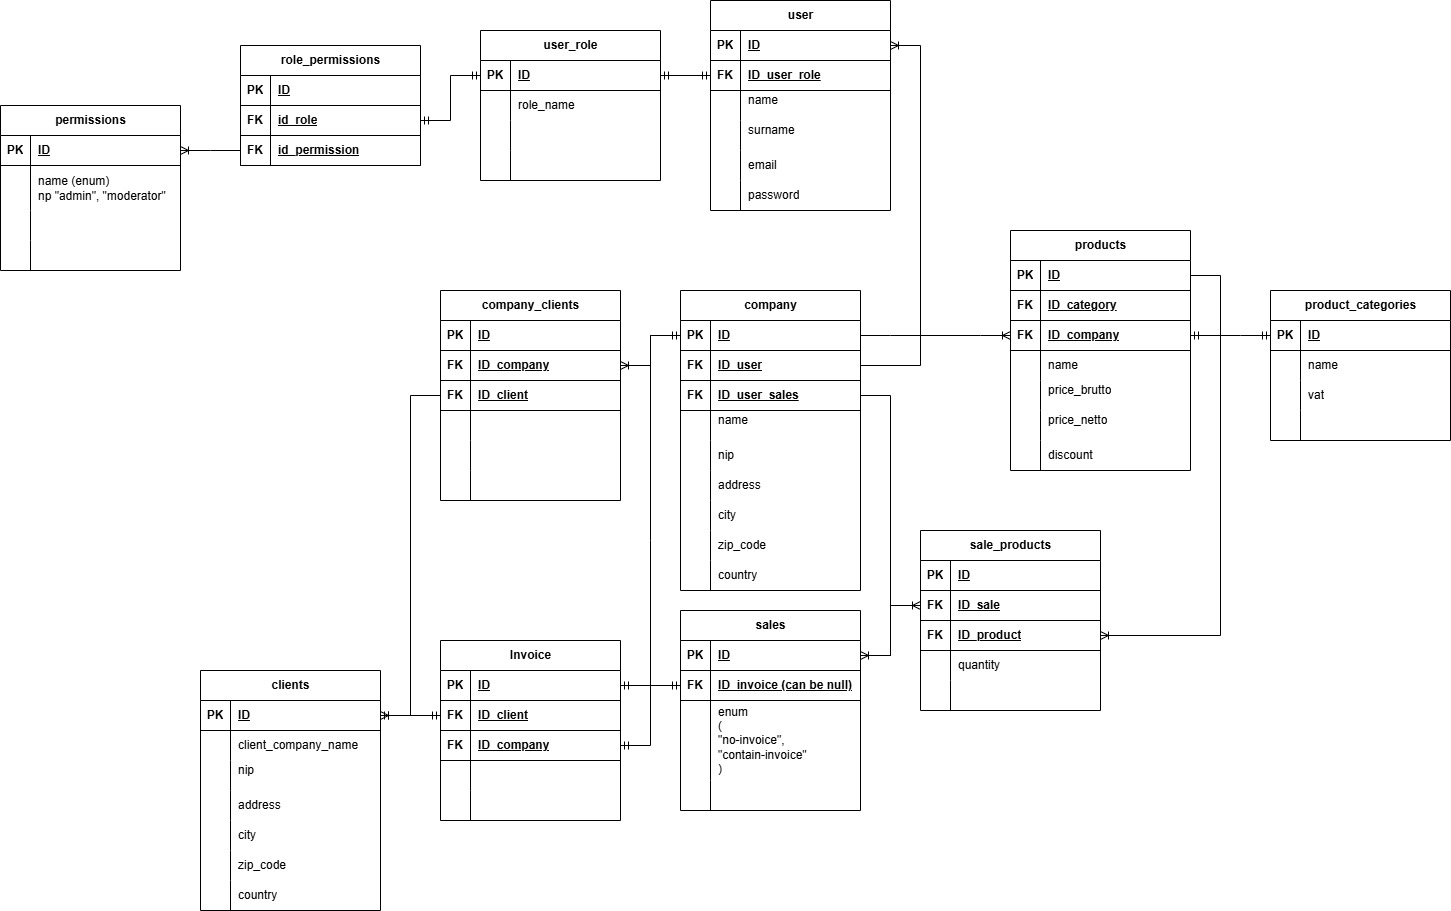 user
PK ID
FK ID_user_role
name
surname
email
password
user_role
PK ID
role_name
role_permissions
PK ID
FK id_role
FK id_permission
permissions
PK ID
name (enum)
np "admin", "moderator"
products
PK ID
FK ID_category
FK ID_company
name
price_brutto
price_netto
discount
product_categories
PK ID
name
vat
company_clients
PK ID
FK ID_company
FK ID_client
company
PK ID
FK ID_user
FK ID_user_sales
name
nip
address
city
zip_code
country
sale_products
PK ID
FK ID_sale
FK ID_product
quantity
sales
PK ID
FK ID_invoice (can be null)
enum
(
"no-invoice",
"contain-invoice"
)
Invoice
PK ID
FK ID_client
FK ID_company
clients
PK ID
client_company_name
nip
address
city
zip_code
country